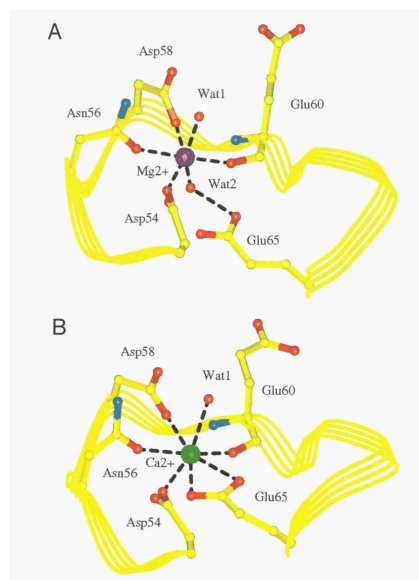 A
Asp58
Wat1
Asn56
Glu60
Mg2+
Wat2
Asp54
Glu65
B
Asp58
Wat1
Glu60
Ca2+
Asn56
Glu65
Asp54